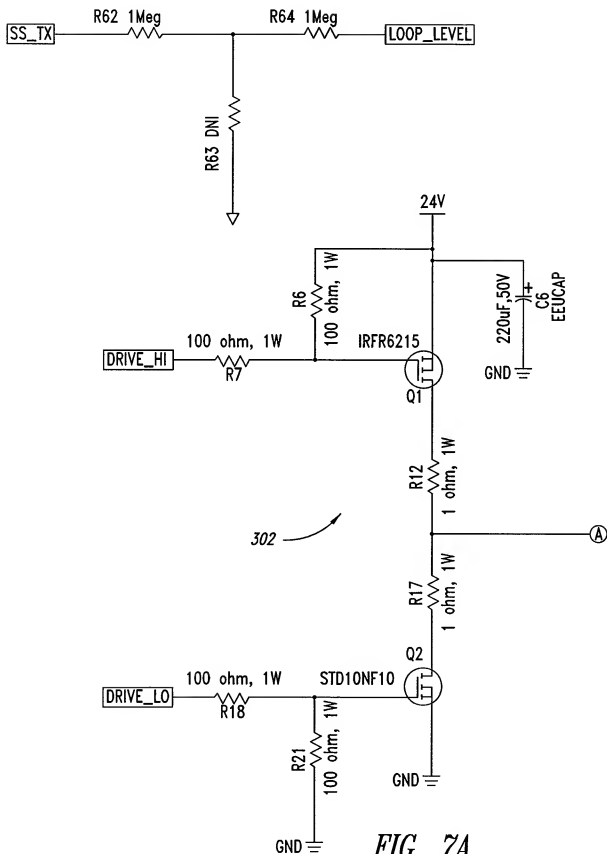 R62 1Meg
R64 1Meg
SS_TX
LOOP_LEVEL
R63 DNI
24V
R6
100 ohm, 1W
220uF,50V
+
C6
EEUCAP
100 ohm, 1W
IRFR6215
DRIVE_HI
R7
Q1
GND
R12
1 ohm, 1W
302
A
R17
1 ohm, 1W
Q2
100 ohm, 1W
STD10NF10
DRIVE_LO
R18
R21
100 ohm, 1W
GND
GND
FIG. 7A